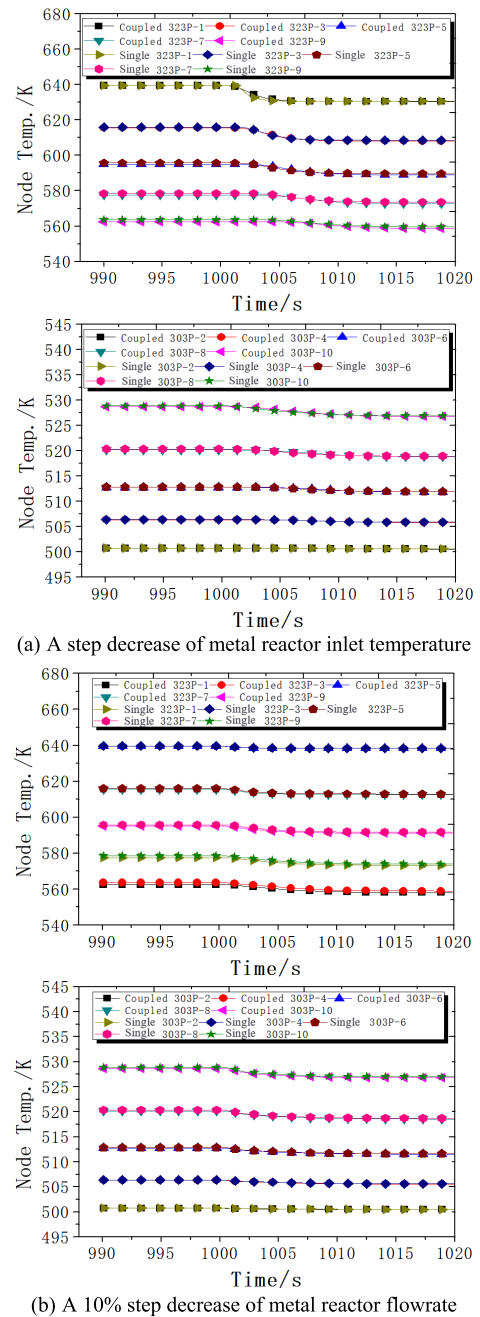 680
Coupled 323P-1 Coupled 323P-3 Coupled 323P-5
Coupled 323P-7 Coupled 323P-9
Single 323P-1 Single 323P-3 Single 323P-5
Single 323P-7 Single 323P-9
660
640
620
600
580
560
540
Node Temp./K
990 995 1000 1005 1010 1015 1020
Time/s
545
Coupled 303P-2 Coupled 303P-4 Coupled 303P-6
Coupled 303P-8 Coupled 303P-10
Single 303P-2 Single 303P-4 Single 303P-6
Single 303P-8 Single 303P-10
540
535
530
525
520
515
510
505
500
495
Node Temp./K
990 995 1000 1005 1010 1015 1020
Time/s
(a) A step decrease of metal reactor inlet temperature
680
Coupled 323P-1 Coupled 323P-3 Coupled 323P-5
Coupled 323P-7 Coupled 323P-9
Single 323P-1 Single 323P-3 Single 323P-5
Single 323P-7 Single 323P-9
660
640
620
600
580
560
540
Node Temp./K
990 995 1000 1005 1010 1015 1020
Time/s
545
Coupled 303P-2 Coupled 303P-4 Coupled 303P-6
Coupled 303P-8 Coupled 303P-10
Single 303P-2 Single 303P-4 Single 303P-6
Single 303P-8 Single 303P-10
540
535
530
525
520
515
510
505
500
495
Node Temp./K
990 995 1000 1005 1010 1015 1020
Time/s
(b) A 10% step decrease of metal reactor flowrate